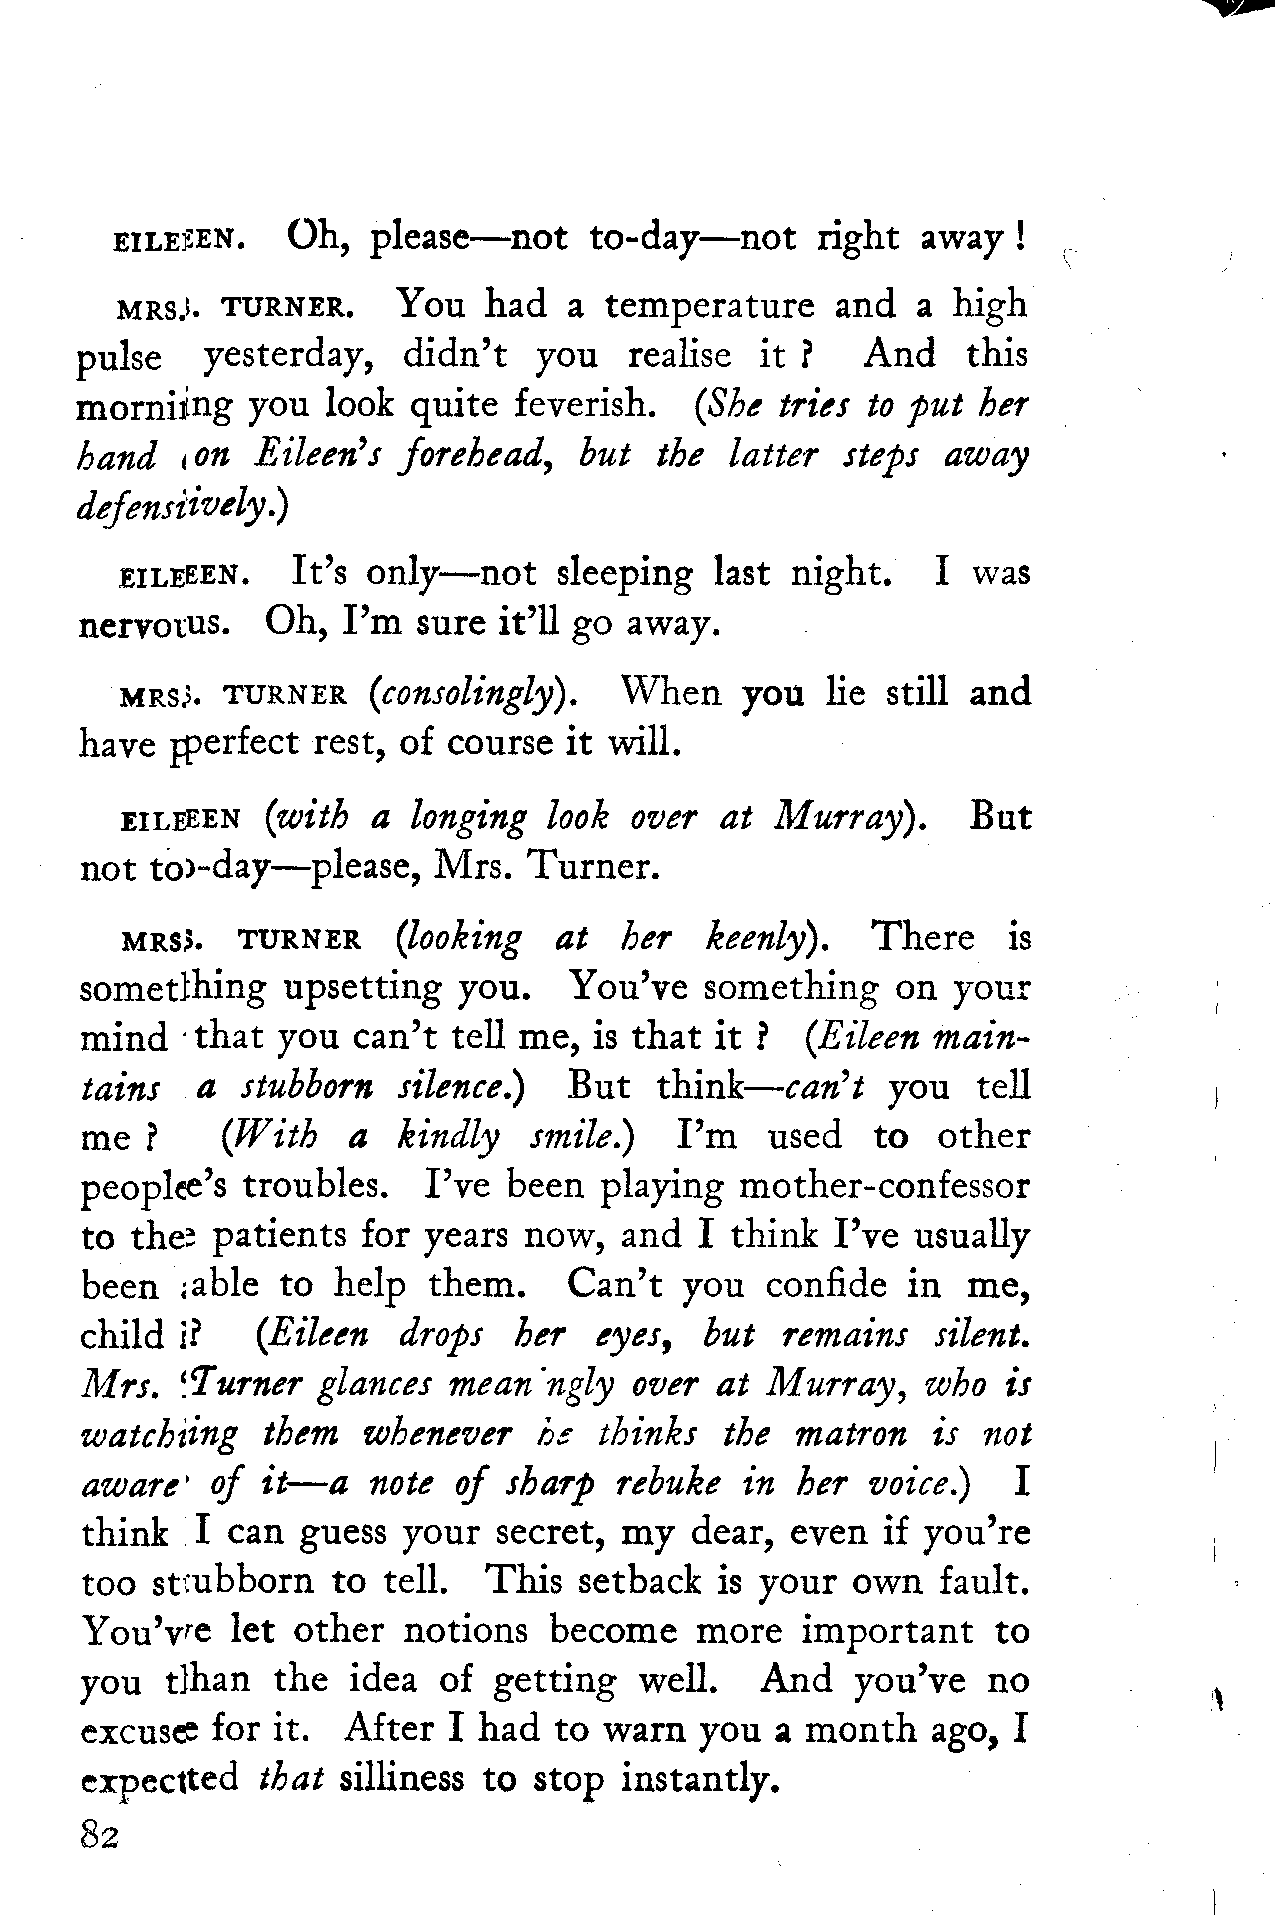 EILEEN. Oh, please—not to-day—not right away !
MRS. TURNER. You had a temperature and a high
pulse yesterday, didn't you realise it ? And this
morning you look quite feverish. (She tries to put her
hand on Eileen's forehead, but the latter steps away
defensively.)
EILEEN. It's only—not sleeping last night. I was
nervous. Oh, I'm sure it'll go away.
MRS. TURNER (consolingly). When you lie still and
have perfect rest, of course it will.
EILEEN (with a longing look over at Murray). But
not to-day—please, Mrs. Turner.
MRS. TURNER (looking at her keenly). There is
something upsetting you. You've something on your
mind that you can't tell me, is that it ? (Eileen main-
tains a stubborn silence.) But think—can't you tell
me ? (With a kindly smile.) I'm used to other
people's troubles. I've been playing mother-confessor
to the patients for years now, and I think I've usually
been able to help them. Can't you confide in me,
child ? (Eileen drops her eyes, but remains silent.
Mrs. Turner glances meaningly over at Murray, who is
watching them whenever he thinks the matron is not
aware of it—a note of sharp rebuke in her voice.) I
think I can guess your secret, my dear, even if you're
too stubborn to tell. This setback is your own fault.
You've let other notions become more important to
you than the idea of getting well. And you've no
excuse for it. After I had to warn you a month ago, I
expected that silliness to stop instantly.
82